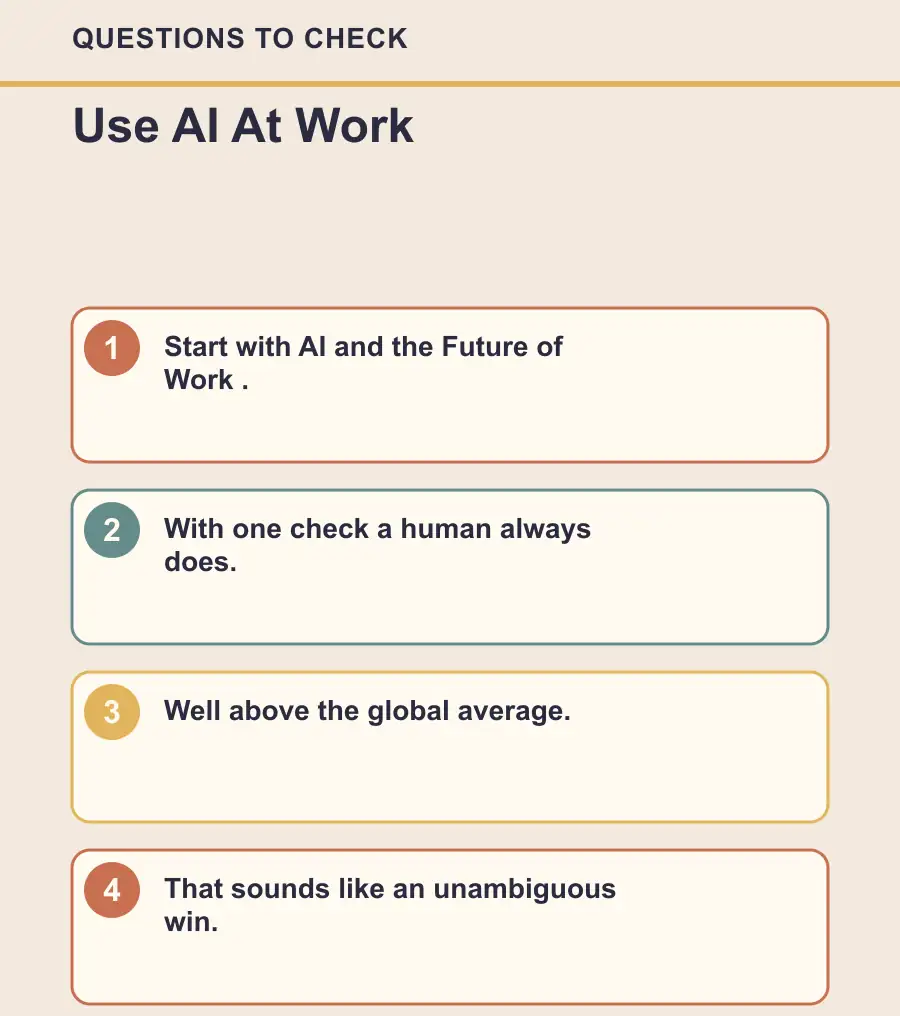 QUESTIONS TO CHECK
Use AI At Work
1
Start with AI and the Future of
Work .
2
With one check a human always
does.
3
Well above the global average.
4
That sounds like an unambiguous
win.